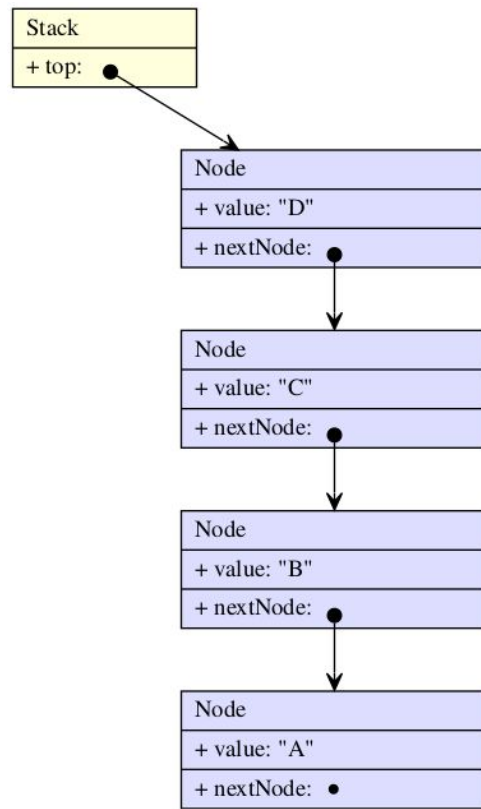 Stack
+ top:
Node
+ value: "D"
+ nextNode:
Node
+ value: "C"
+ nextNode:
Node
+ value: "B"
+ nextNode:
Node
+ value: "A"
+ nextNode: